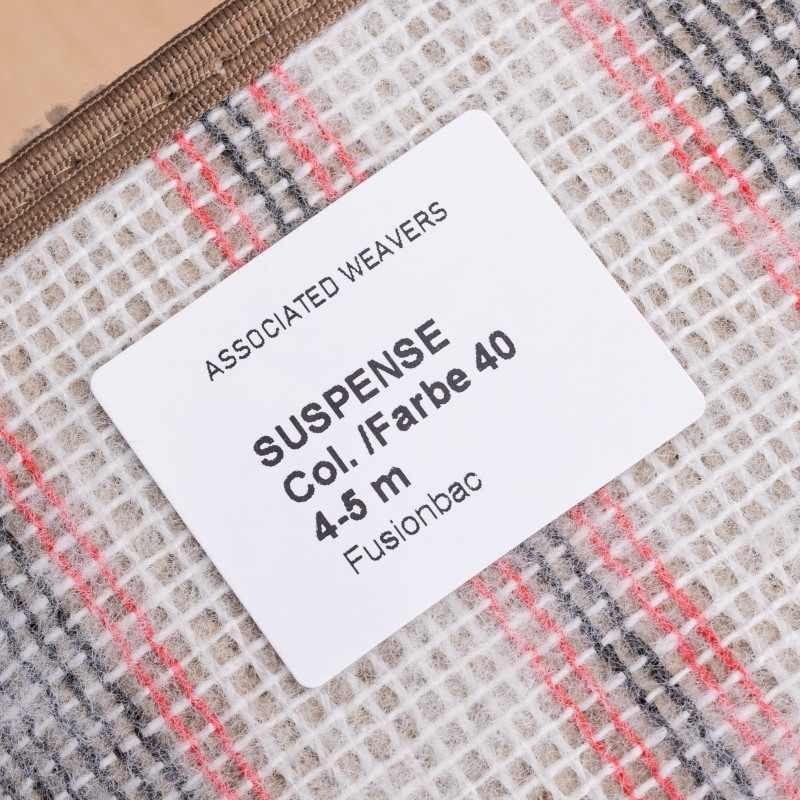 ASSOCIATED WEAVERS
SUSPENSE
Col. /Farbe 40
4-5 m
Fusionbac